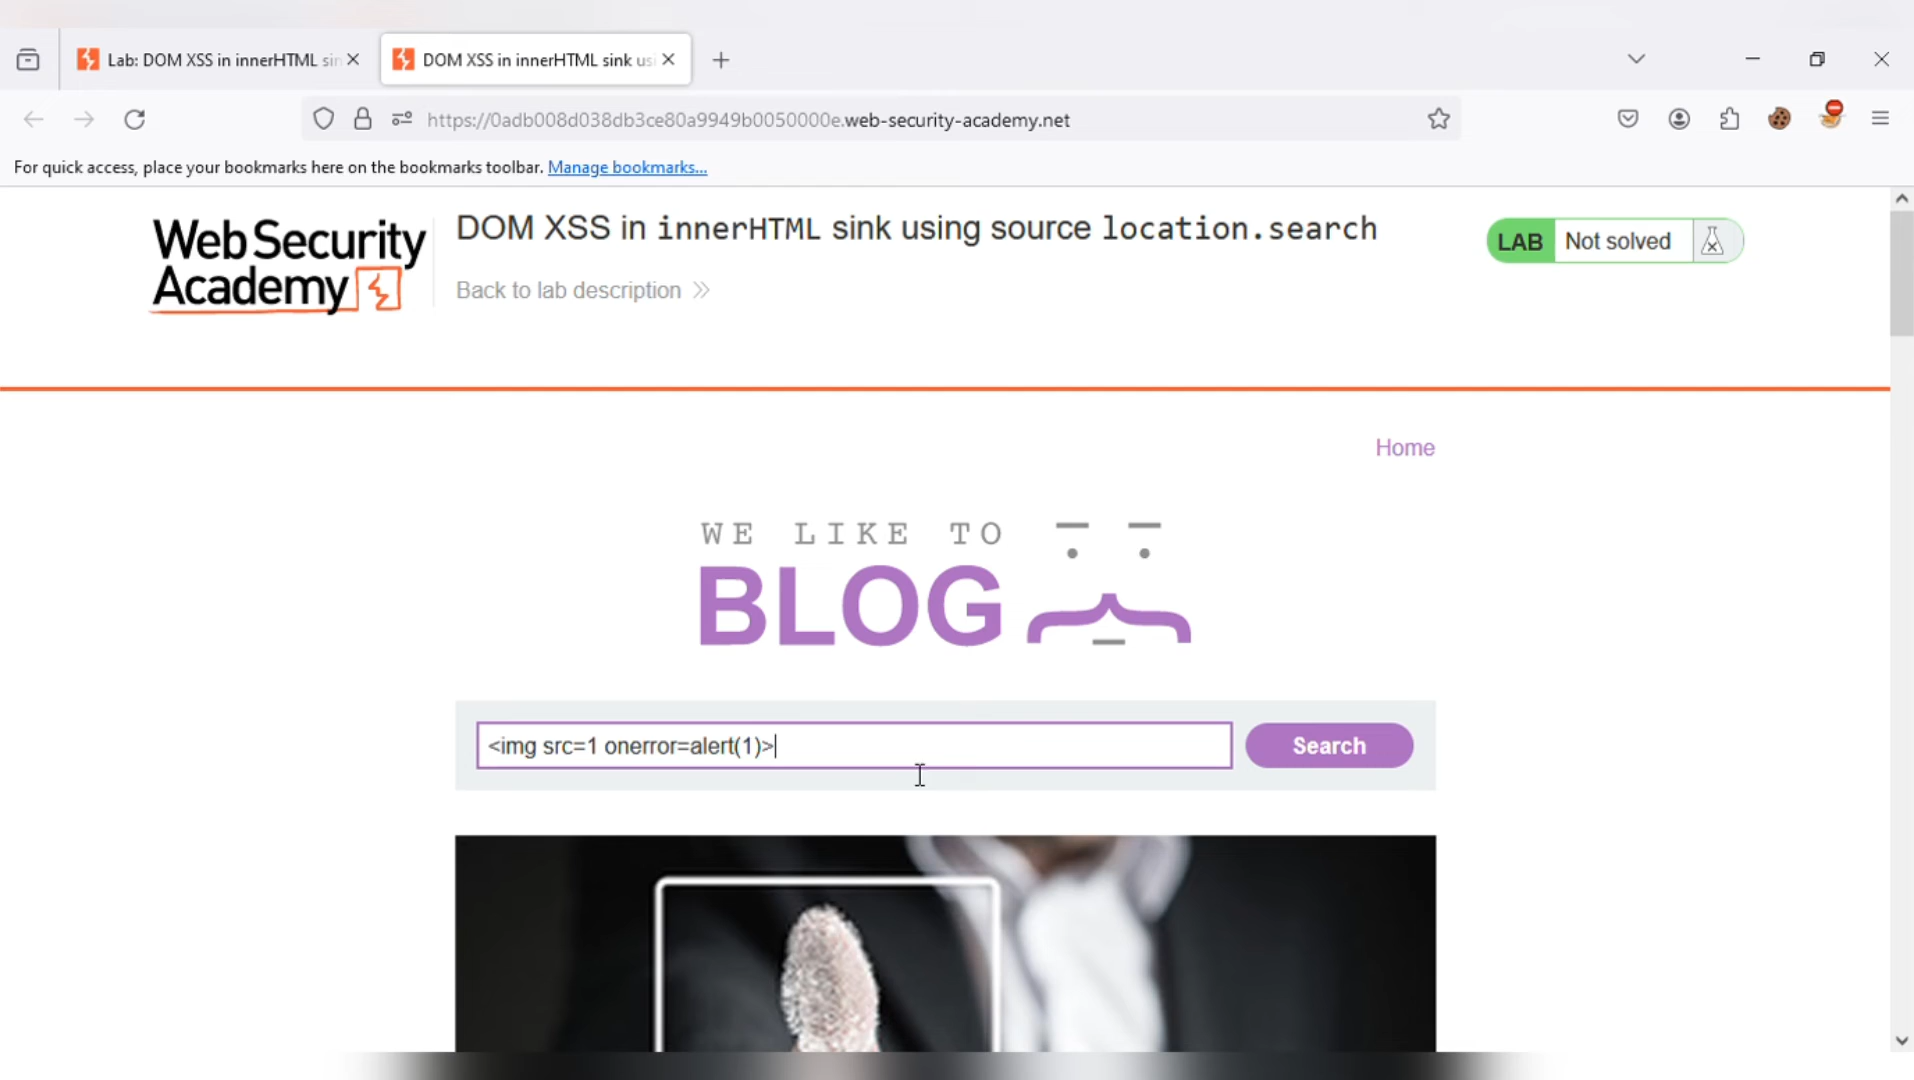 Lab: DOM XSS in innerHTML sin
DOM XSS in innerHTML sink usi
https://0adb008d038db3ce80a9949b0050000e.web-security-academy.net
For quick access, place your bookmarks here on the bookmarks toolbar. Manage bookmarks...
Web Security
Academy
DOM XSS in innerHTML sink using source location.search
Back to lab description
LAB Not solved
Home
WE LIKE TO
BLOG
<img src=1 onerror=alert(1)>
Search